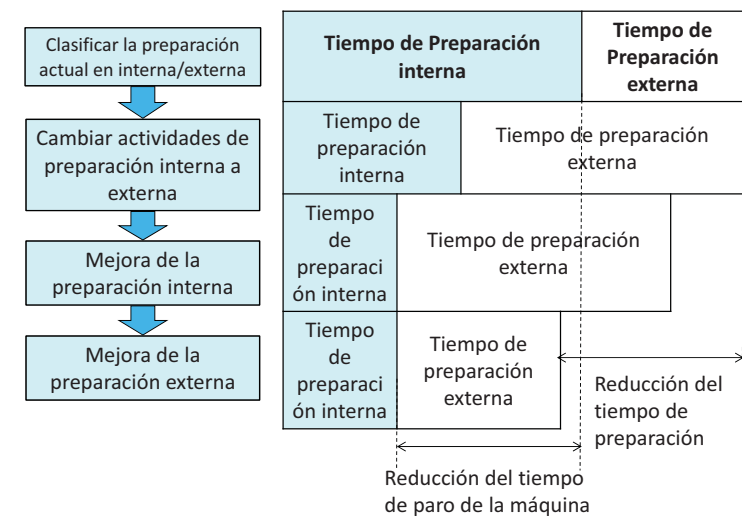 Clasificar la preparación
actual en interna/externa
Cambiar actividades de
preparación interna a
externa
Mejora de la
preparación interna
Mejora de la
preparación externa
Tiempo de Preparación
interna
Tiempo de
Preparación
externa
Tiempo de
preparación
interna
Tiempo de preparación
externa
Tiempo
de
preparaci
ón interna
Tiempo de preparación
externa
Tiempo
de
preparaci
ón interna
Tiempo de
preparación
externa
Reducción del
tiempo de
preparación
Reducción del tiempo
de paro de la máquina